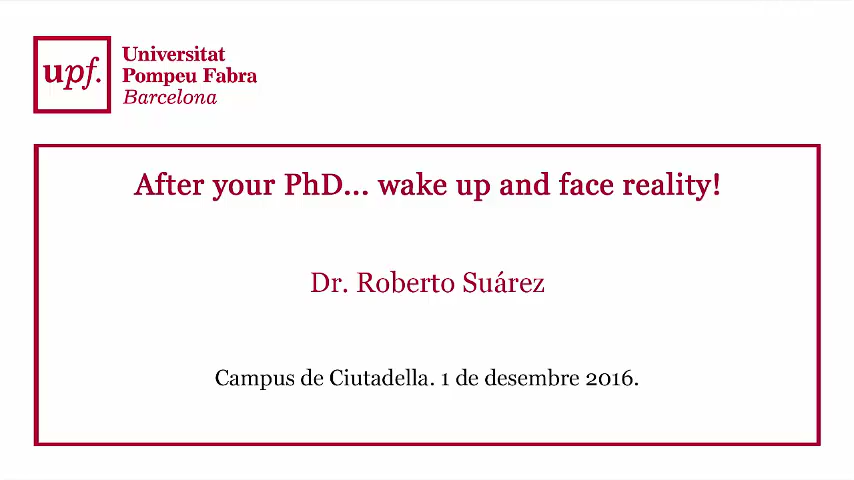 upf.
Universitat
Pompeu Fabra
Barcelona
After your PhD... wake up and face reality!
Dr. Roberto Suárez
Campus de Ciutadella. 1 de desembre 2016.